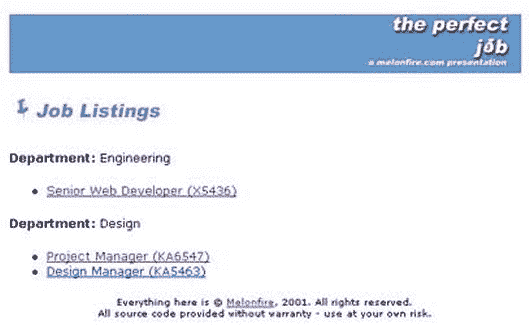 the perfect
job
a melonfire.com presentation
Job Listings
Department: Engineering
Senior Web Developer (X5436)
Department: Design
Project Manager (KA6547)
Design Manager (KA5463)
Everything here is © Melonfire, 2001. All rights reserved.
All source code provided without warranty - use at your own risk.